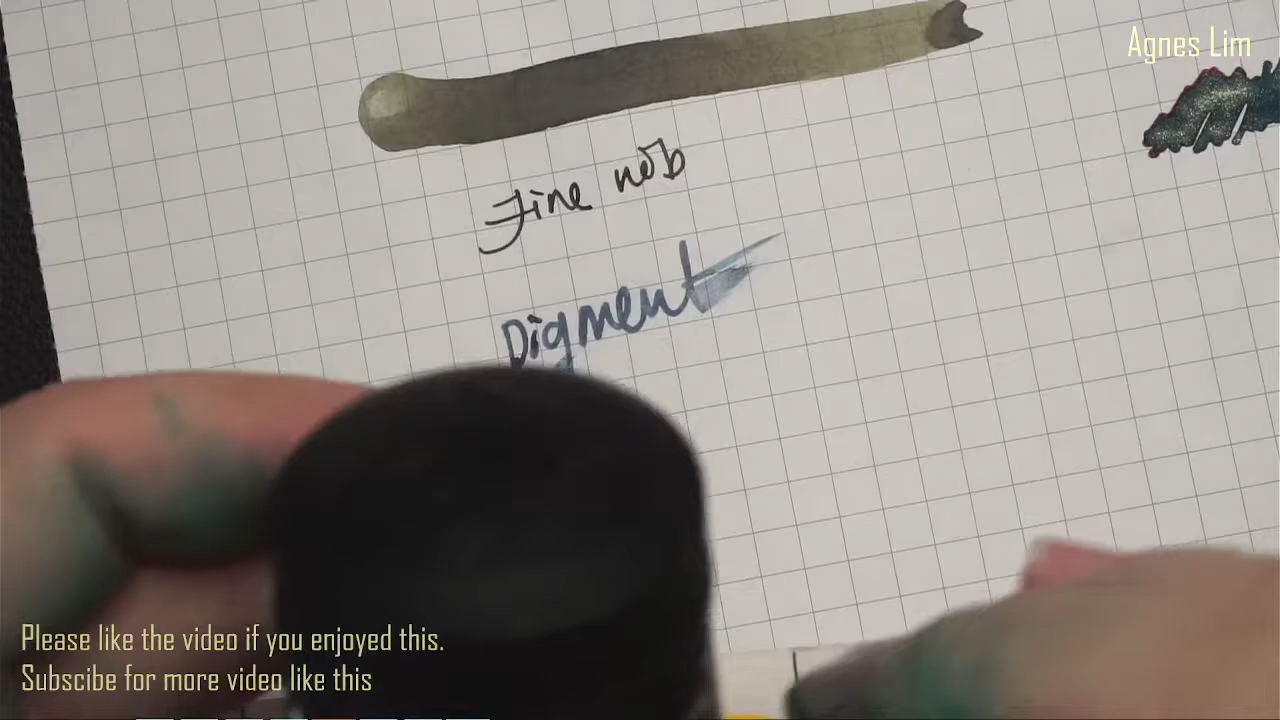 Agnes Lim
fine nib
Pigment
Please like the video if you enjoyed this.
Subscibe for more video like this